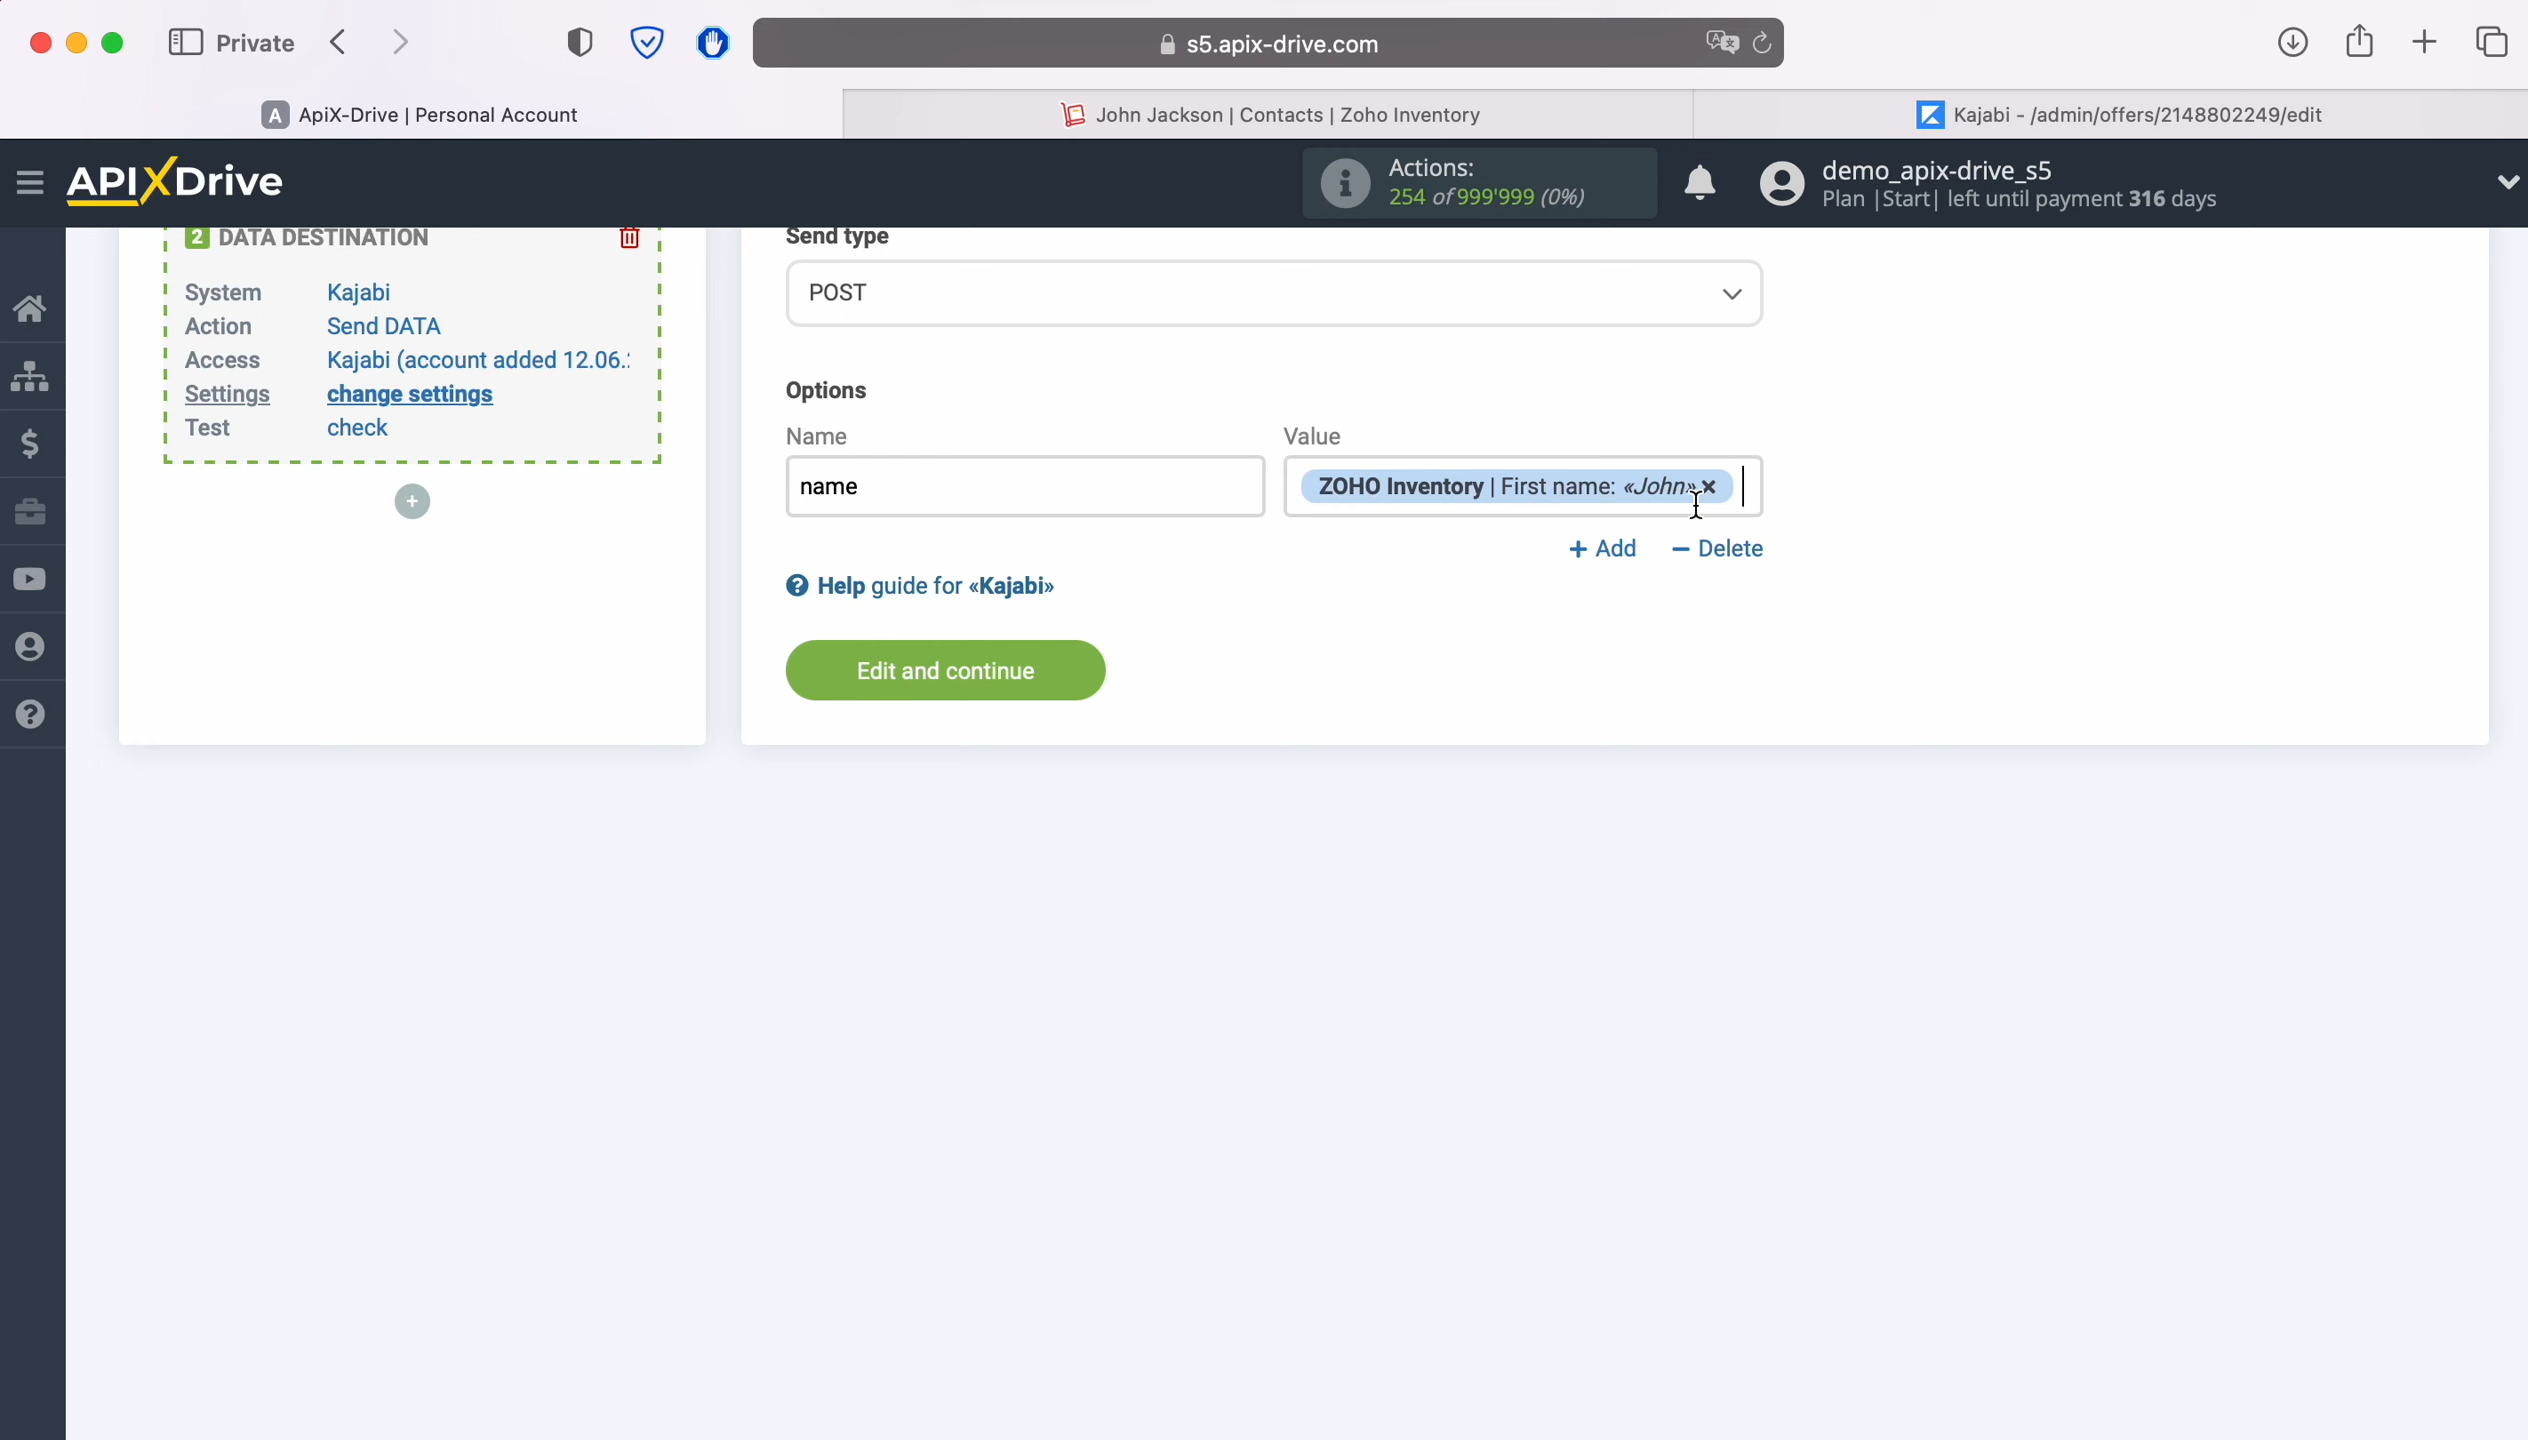 Private
s5.apix-drive.com
A ApiX-Drive | Personal Account
John Jackson | Contacts | Zoho Inventory
Kajabi - /admin/offers/2148802249/edit
APIXDrive
Actions:
254 of 999'999 (0%)
demo_apix-drive_s5
Plan |Start| left until payment 316 days
2 DATA DESTINATION
System Kajabi
Action Send DATA
Access Kajabi (account added 12.06.
Settings change settings
Test check
Send type
POST
Options
Name Value
name ZOHO Inventory | First name: «John» ×
+ Add − Delete
Help guide for «Kajabi»
Edit and continue